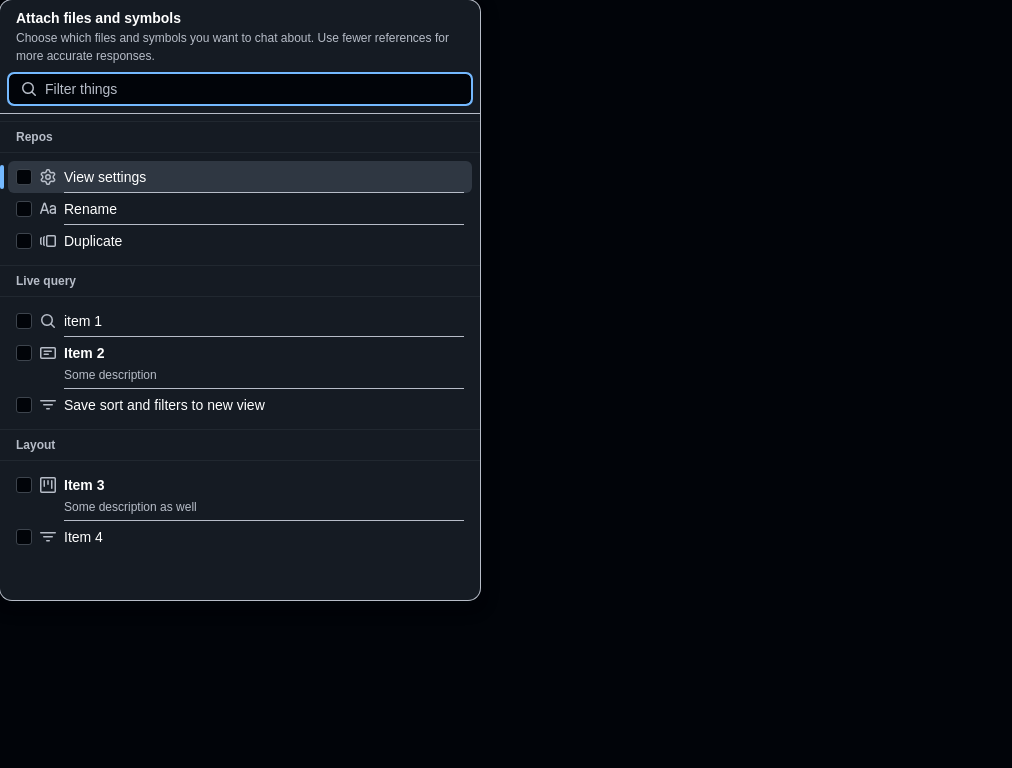 Attach files and symbols
Choose which files and symbols you want to chat about. Use fewer references for
more accurate responses.
Filter things
Repos
View settings
Rename
Duplicate
Live query
item 1
Item 2
Some description
Save sort and filters to new view
Layout
Item 3
Some description as well
Item 4